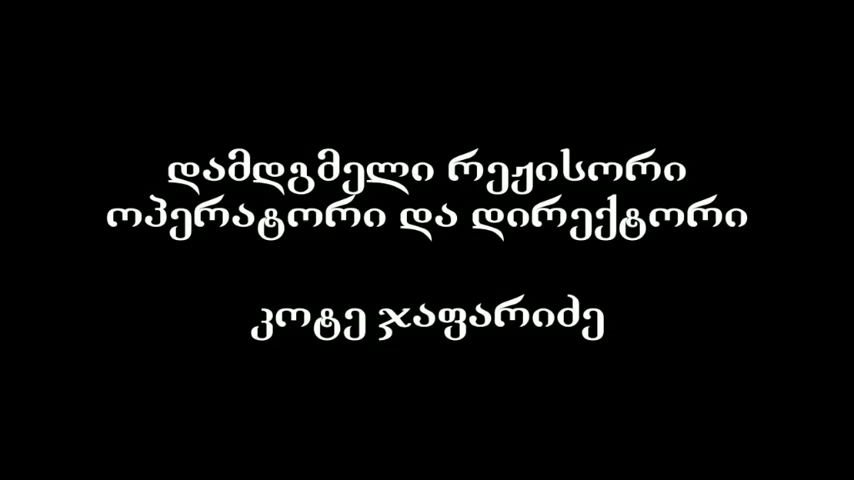 დამდგმელი რეჟისორი
ოპერატორი და დირექტორი
კოტე ჯაფარიძე